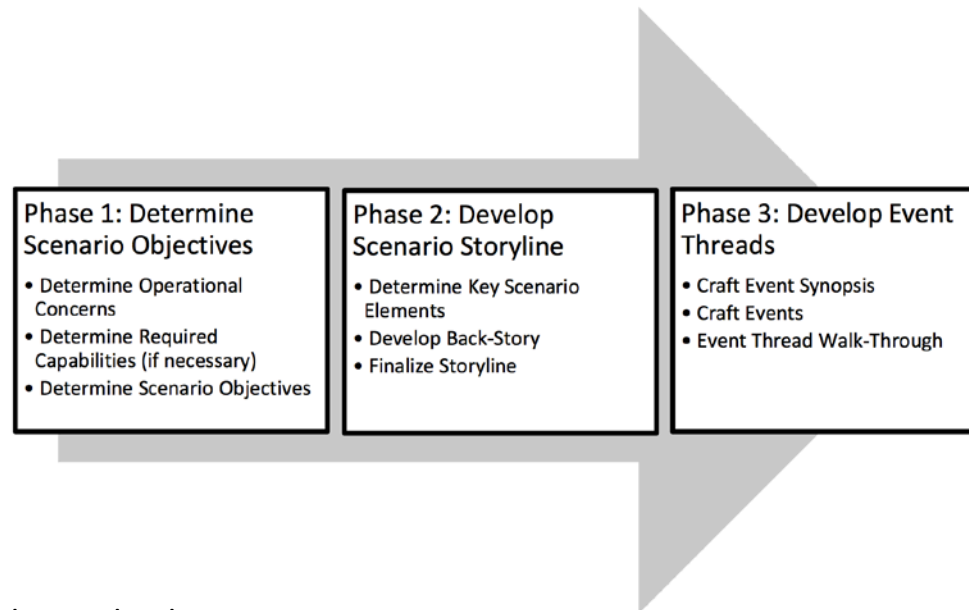 Phase 1: Determine
Scenario Objectives
• Determine Operational
Concerns
• Determine Required
Capabilities (if necessary)
• Determine Scenario Objectives
Phase 2: Develop
Scenario Storyline
• Determine Key Scenario
Elements
• Develop Back-Story
• Finalize Storyline
Phase 3: Develop Event
Threads
• Craft Event Synopsis
• Craft Events
• Event Thread Walk-Through